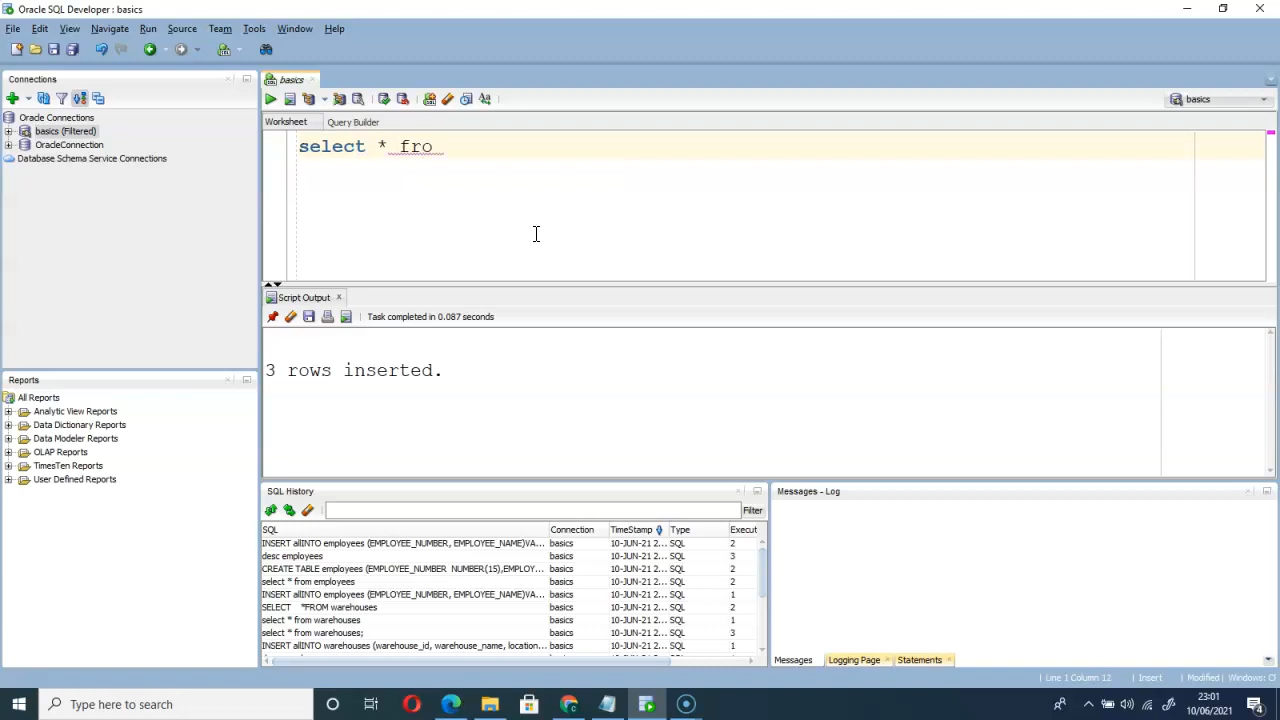 Oracle SQL Developer : basics
File Edit View Navigate Run Source Team Tools Window Help
Connections
Oracle Connections
basics (Filtered)
OracleConnection
Database Schema Service Connections
Reports
All Reports
Analytic View Reports
Data Dictionary Reports
Data Modeler Reports
OLAP Reports
TimesTen Reports
User Defined Reports
basics
basics
Worksheet Query Builder
select * fro
Script Output
Task completed in 0.087 seconds
3 rows inserted.
SQL History
Filter
SQL Connection TimeStamp Type Execut
INSERT allINTO employees (EMPLOYEE_NUMBER, EMPLOYEE_NAME)VA... basics 10-JUN-21 2... SQL 2
desc employees basics 10-JUN-21 2... SQL 3
CREATE TABLE employees (EMPLOYEE_NUMBER NUMBER(15),EMPLOY... basics 10-JUN-21 2... SQL 2
select * from employees basics 10-JUN-21 2... SQL 2
INSERT allINTO employees (EMPLOYEE_NUMBER, EMPLOYEE_NAME)VA... basics 10-JUN-21 2... SQL 1
SELECT *FROM warehouses basics 10-JUN-21 2... SQL 2
select * from warehouses basics 10-JUN-21 2... SQL 1
select * from warehouses; basics 10-JUN-21 2... SQL 3
INSERT allINTO warehouses (warehouse_id, warehouse_name, location... basics 10-JUN-21 2... SQL 1
Messages - Log
Messages Logging Page Statements
Line 1 Column 12 Insert Modified Windows: C
Type here to search
23:01
10/06/2021
4